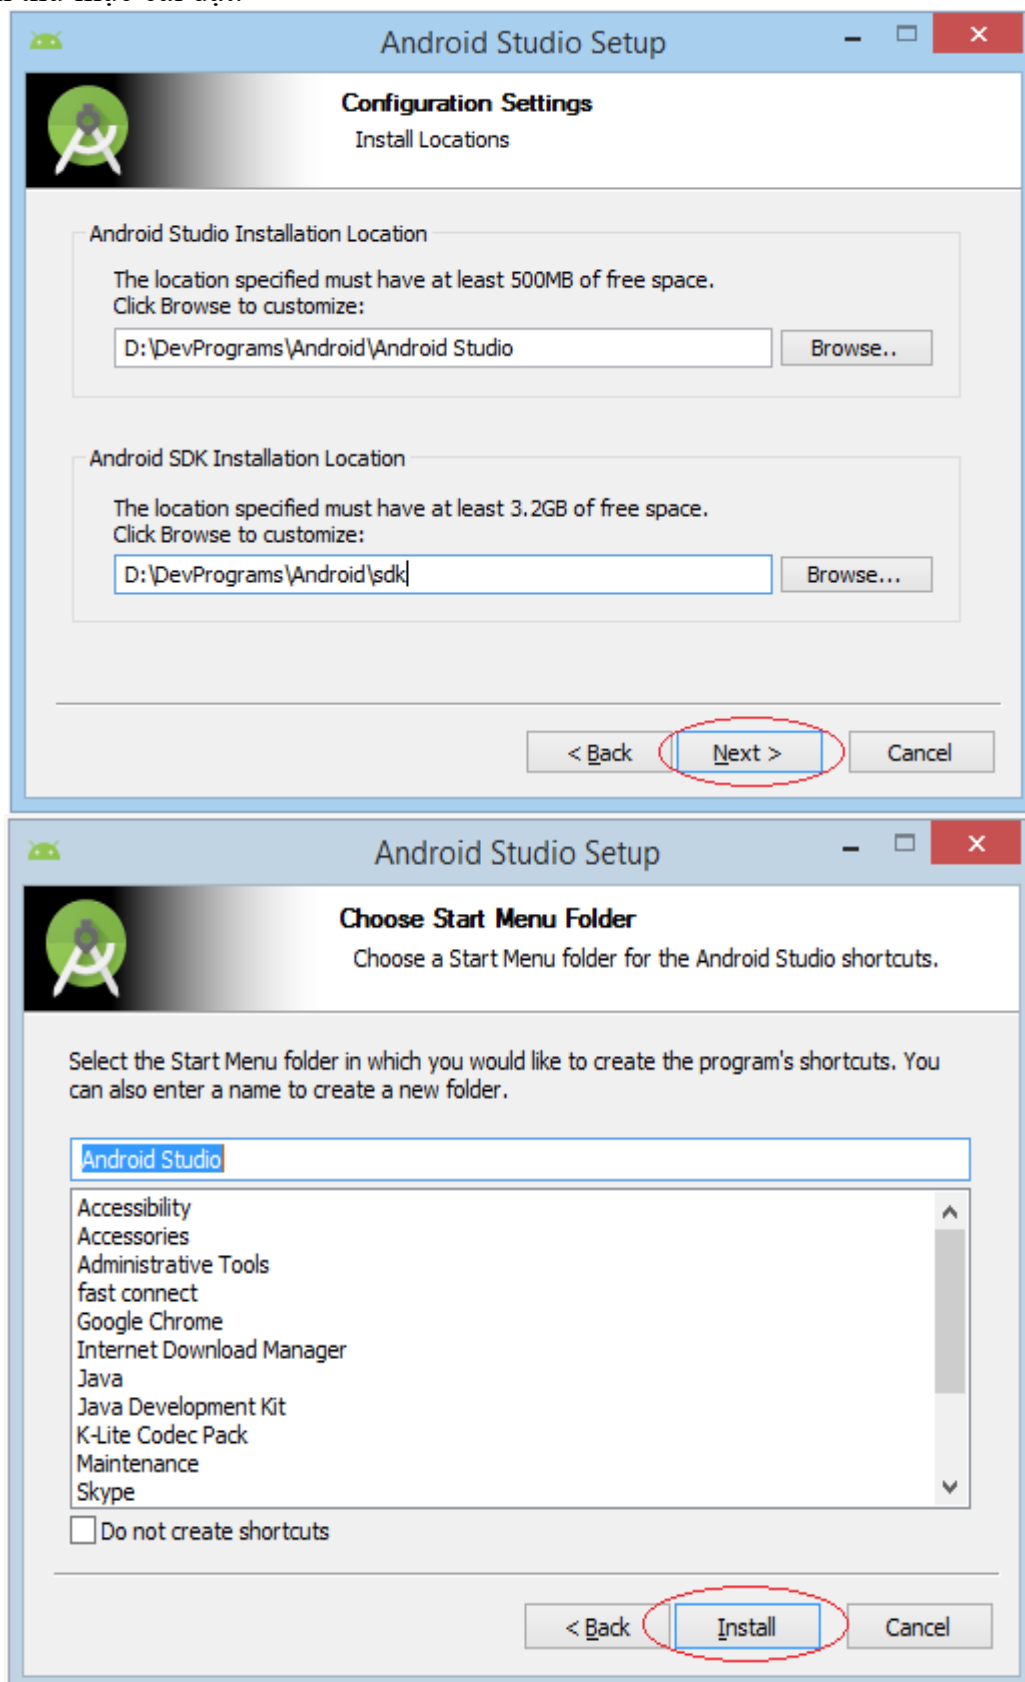 Android Studio Setup
Configuration Settings
Install Locations
Android Studio Installation Location
The location specified must have at least 500MB of free space.
Click Browse to customize:
D:\DevPrograms\Android\Android Studio
Browse..
Android SDK Installation Location
The location specified must have at least 3.2GB of free space.
Click Browse to customize:
D:\DevPrograms\Android\sdk
Browse...
< Back
Next >
Cancel
Android Studio Setup
Choose Start Menu Folder
Choose a Start Menu folder for the Android Studio shortcuts.
Select the Start Menu folder in which you would like to create the program's shortcuts. You
can also enter a name to create a new folder.
Android Studio
Accessibility
Accessories
Administrative Tools
fast connect
Google Chrome
Internet Download Manager
Java
Java Development Kit
K-Lite Codec Pack
Maintenance
Skype
Do not create shortcuts
< Back
Install
Cancel